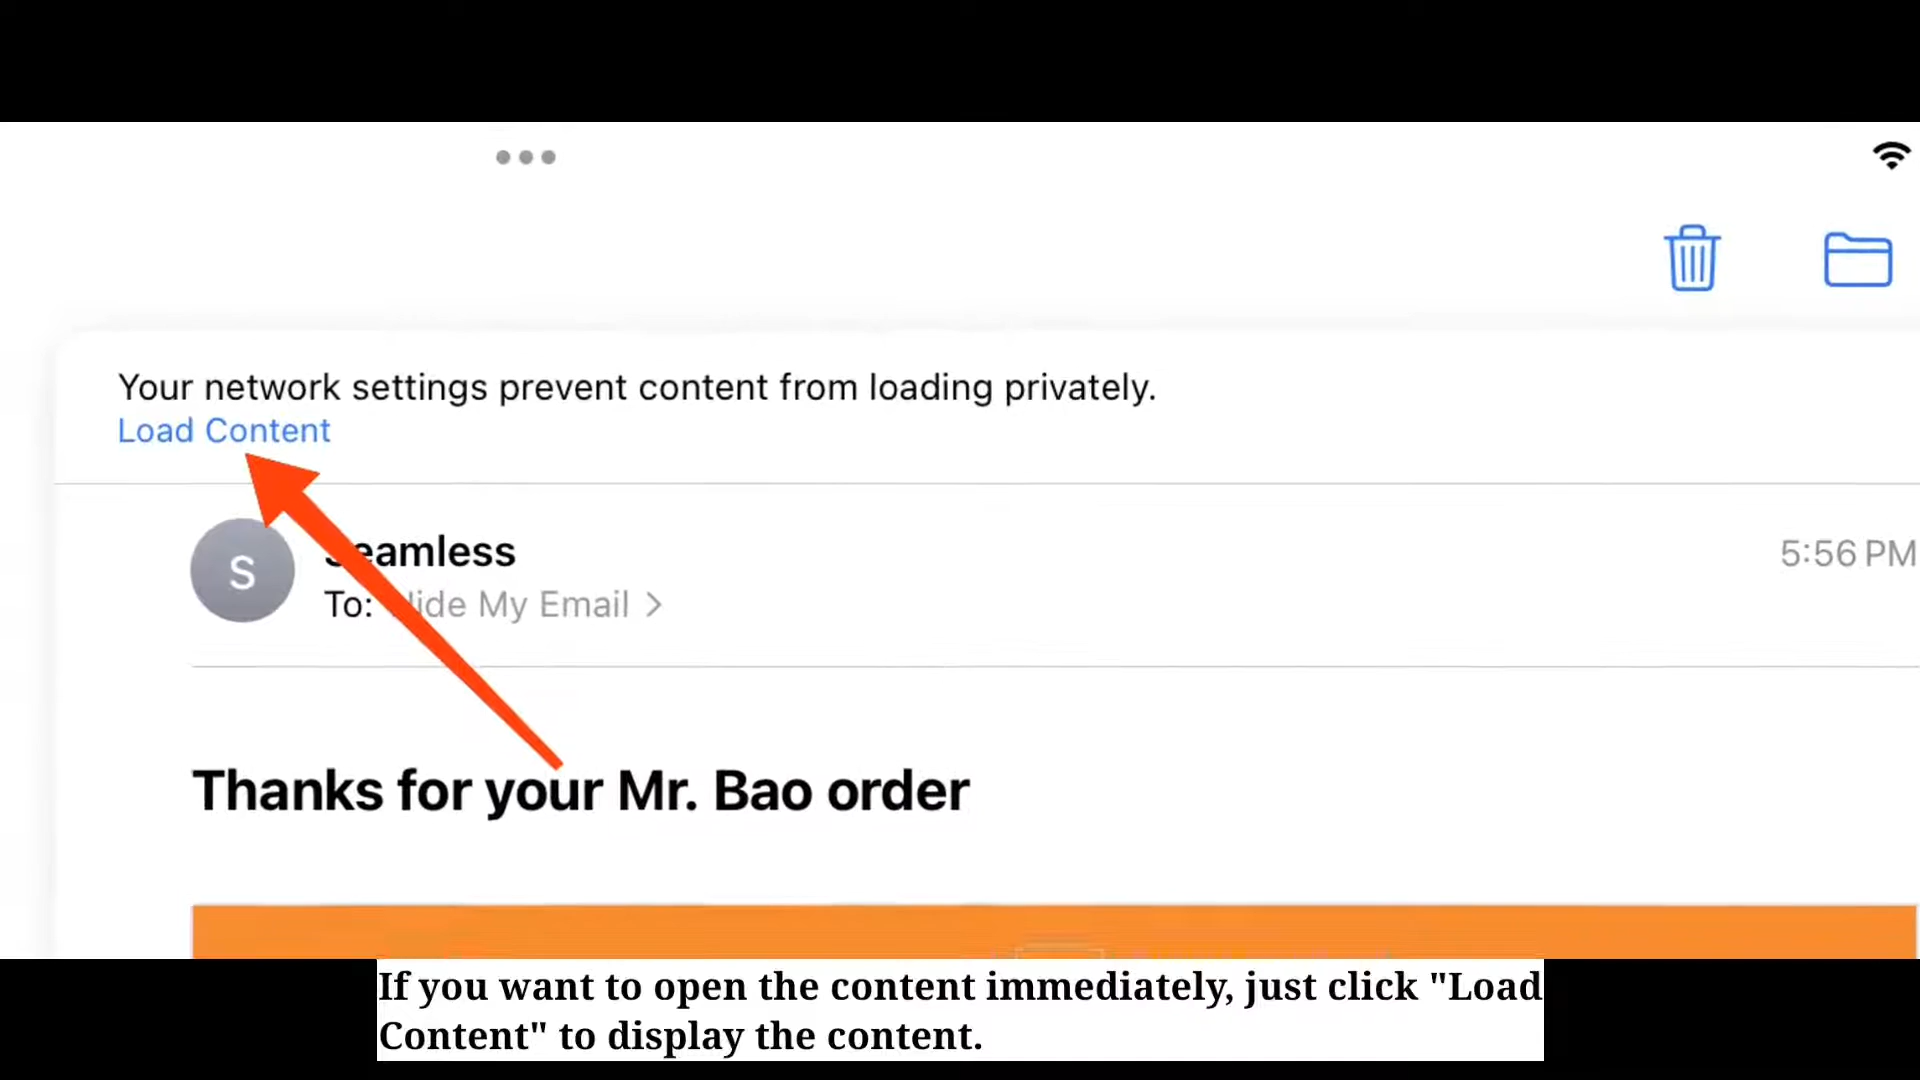 Your network settings prevent content from loading privately.
Load Content
S
eamless
5:56 PM
To: ide My Email
Thanks for your Mr. Bao order
If you want to open the content immediately, just click "Load
Content" to display the content.